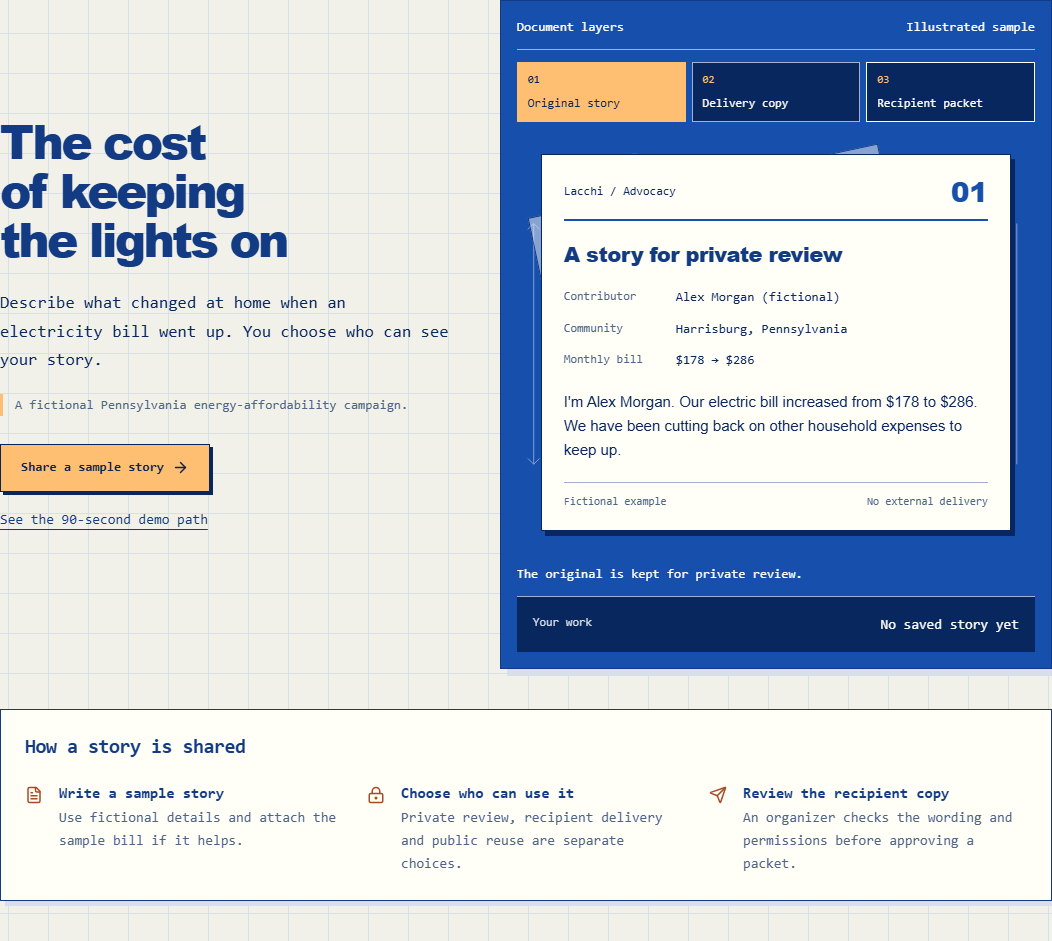 The cost
of keeping
the lights on
Describe what changed at home when an
electricity bill went up. You choose who can see
your story.
A fictional Pennsylvania energy-affordability campaign.
Share a sample story →
See the 90-second demo path
Document layers
Illustrated sample
01
Original story
02
Delivery copy
03
Recipient packet
Lacchi / Advocacy
01
A story for private review
Contributor Alex Morgan (fictional)
Community Harrisburg, Pennsylvania
Monthly bill $178 → $286
I'm Alex Morgan. Our electric bill increased from $178 to $286.
We have been cutting back on other household expenses to
keep up.
Fictional example
No external delivery
The original is kept for private review.
Your work
No saved story yet
How a story is shared
Write a sample story
Use fictional details and attach the
sample bill if it helps.
Choose who can use it
Private review, recipient delivery
and public reuse are separate
choices.
Review the recipient copy
An organizer checks the wording and
permissions before approving a
packet.